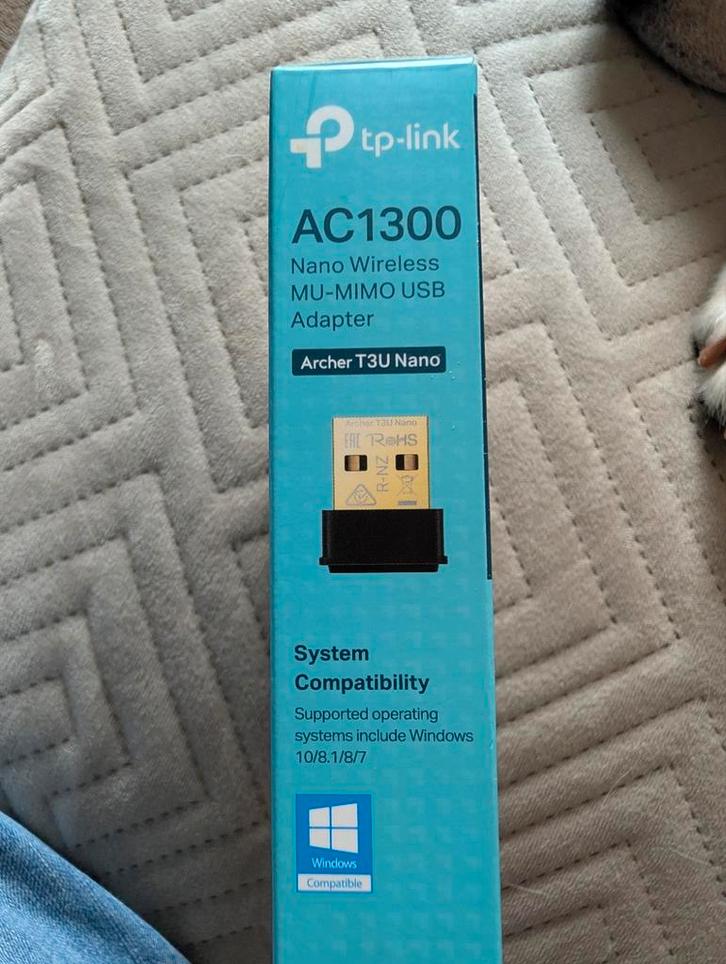 tp-link
AC1300
Nano Wireless
MU-MIMO USB
Adapter
Archer T3U Nano
Archer T3U Nano
EAC RoHS
R-NZ
System
Compatibility
Supported operating
systems include Windows
10/8.1/8/7
Windows
Compatible